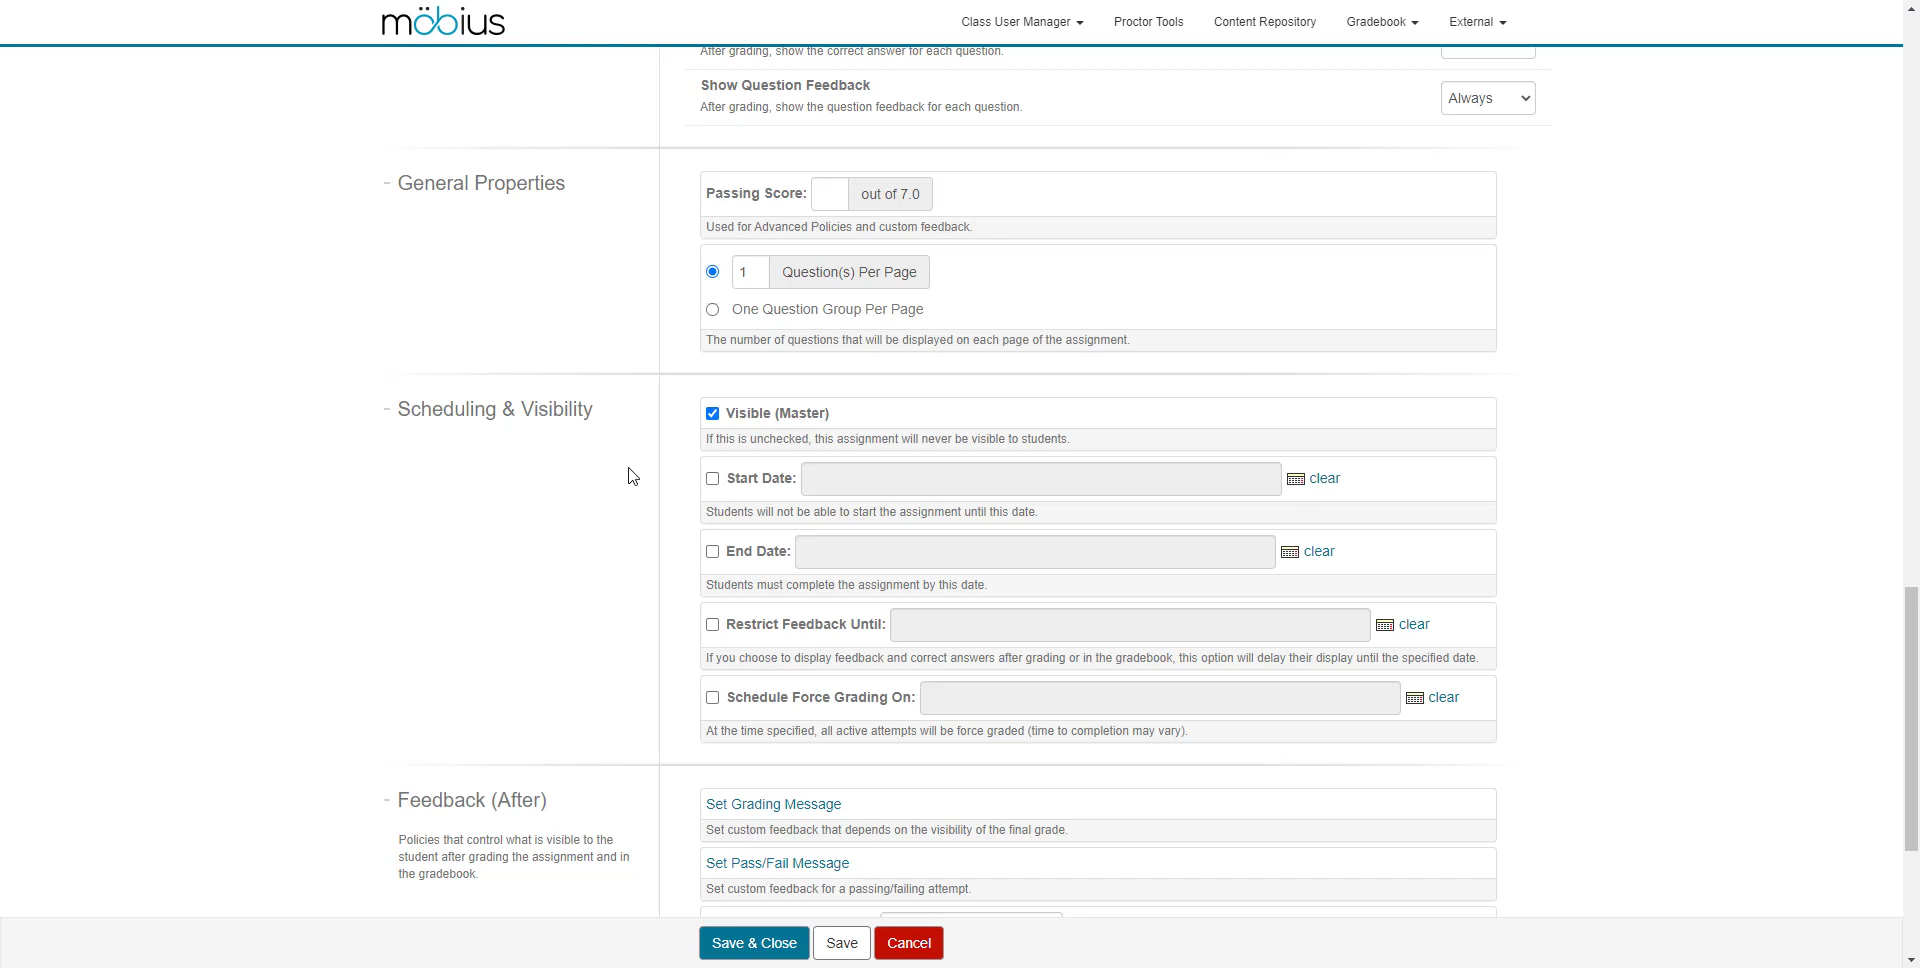 möbius
Class User Manager
Proctor Tools
Content Repository
Gradebook
External
After grading, show the correct answer for each question.
Show Question Feedback
After grading, show the question feedback for each question.
Always
- General Properties
Passing Score: out of 7.0
Used for Advanced Policies and custom feedback.
1 Question(s) Per Page
One Question Group Per Page
The number of questions that will be displayed on each page of the assignment.
- Scheduling & Visibility
Visible (Master)
If this is unchecked, this assignment will never be visible to students.
Start Date: clear
Students will not be able to start the assignment until this date.
End Date: clear
Students must complete the assignment by this date.
Restrict Feedback Until: clear
If you choose to display feedback and correct answers after grading or in the gradebook, this option will delay their display until the specified date.
Schedule Force Grading On: clear
At the time specified, all active attempts will be force graded (time to completion may vary).
- Feedback (After)
Policies that control what is visible to the
student after grading the assignment and in
the gradebook.
Set Grading Message
Set custom feedback that depends on the visibility of the final grade.
Set Pass/Fail Message
Set custom feedback for a passing/failing attempt.
Save & Close
Save
Cancel